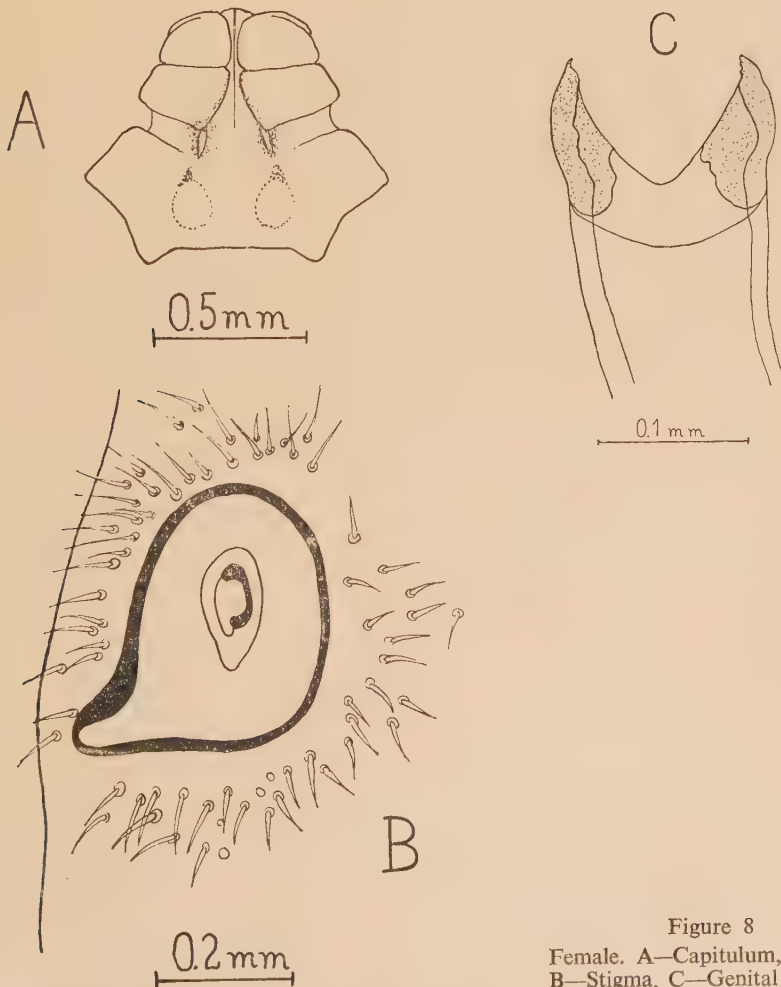 A
C
0.5mm
0.1 mm
B
0.2mm
Figure 8
Female. A—Capitulum,
B—Stigma, C—Genital